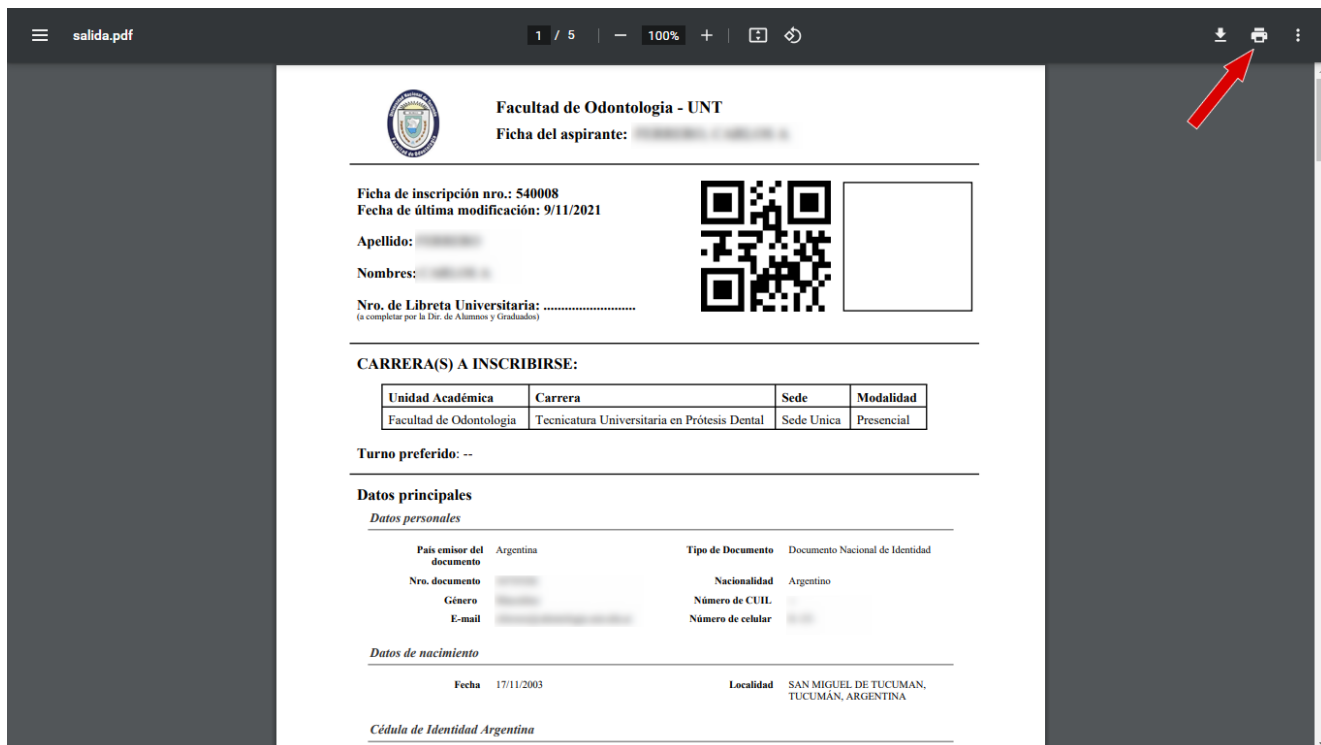 salida.pdf
1 / 5
100%
Facultad de Odontologia - UNT
Ficha del aspirante:
Ficha de inscripción nro.: 540008
Fecha de última modificación: 9/11/2021
Apellido:
Nombres:
Nro. de Libreta Universitaria: ..........................
(a completar por la Dir. de Alumnos y Graduados)
CARRERA(S) A INSCRIBIRSE:
Unidad Académica Carrera Sede Modalidad
Facultad de Odontologia Tecnicatura Universitaria en Prótesis Dental Sede Unica Presencial
Turno preferido: --
Datos principales
Datos personales
País emisor del documento Argentina Tipo de Documento Documento Nacional de Identidad
Nro. documento Nacionalidad Argentino
Género Número de CUIL
E-mail Número de celular
Datos de nacimiento
Fecha 17/11/2003 Localidad SAN MIGUEL DE TUCUMAN,
TUCUMÁN, ARGENTINA
Cédula de Identidad Argentina